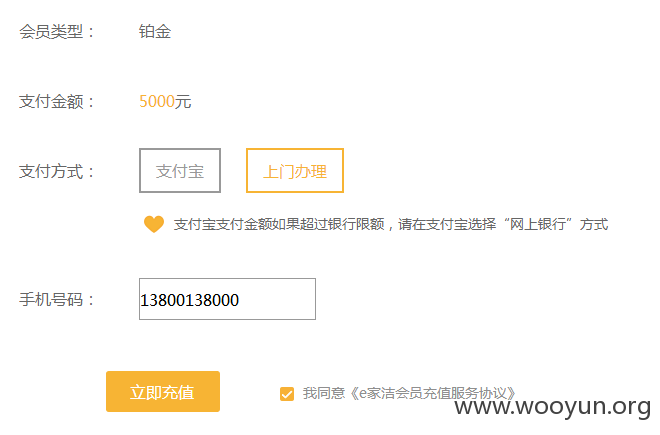 会员类型： 铂金
支付金额： 5000元
支付方式： 支付宝 上门办理
支付宝支付金额如果超过银行限额，请在支付宝选择“网上银行”方式
手机号码： 13800138000
立即充值 我同意《e家洁会员充值服务协议》
www.wooyun.org